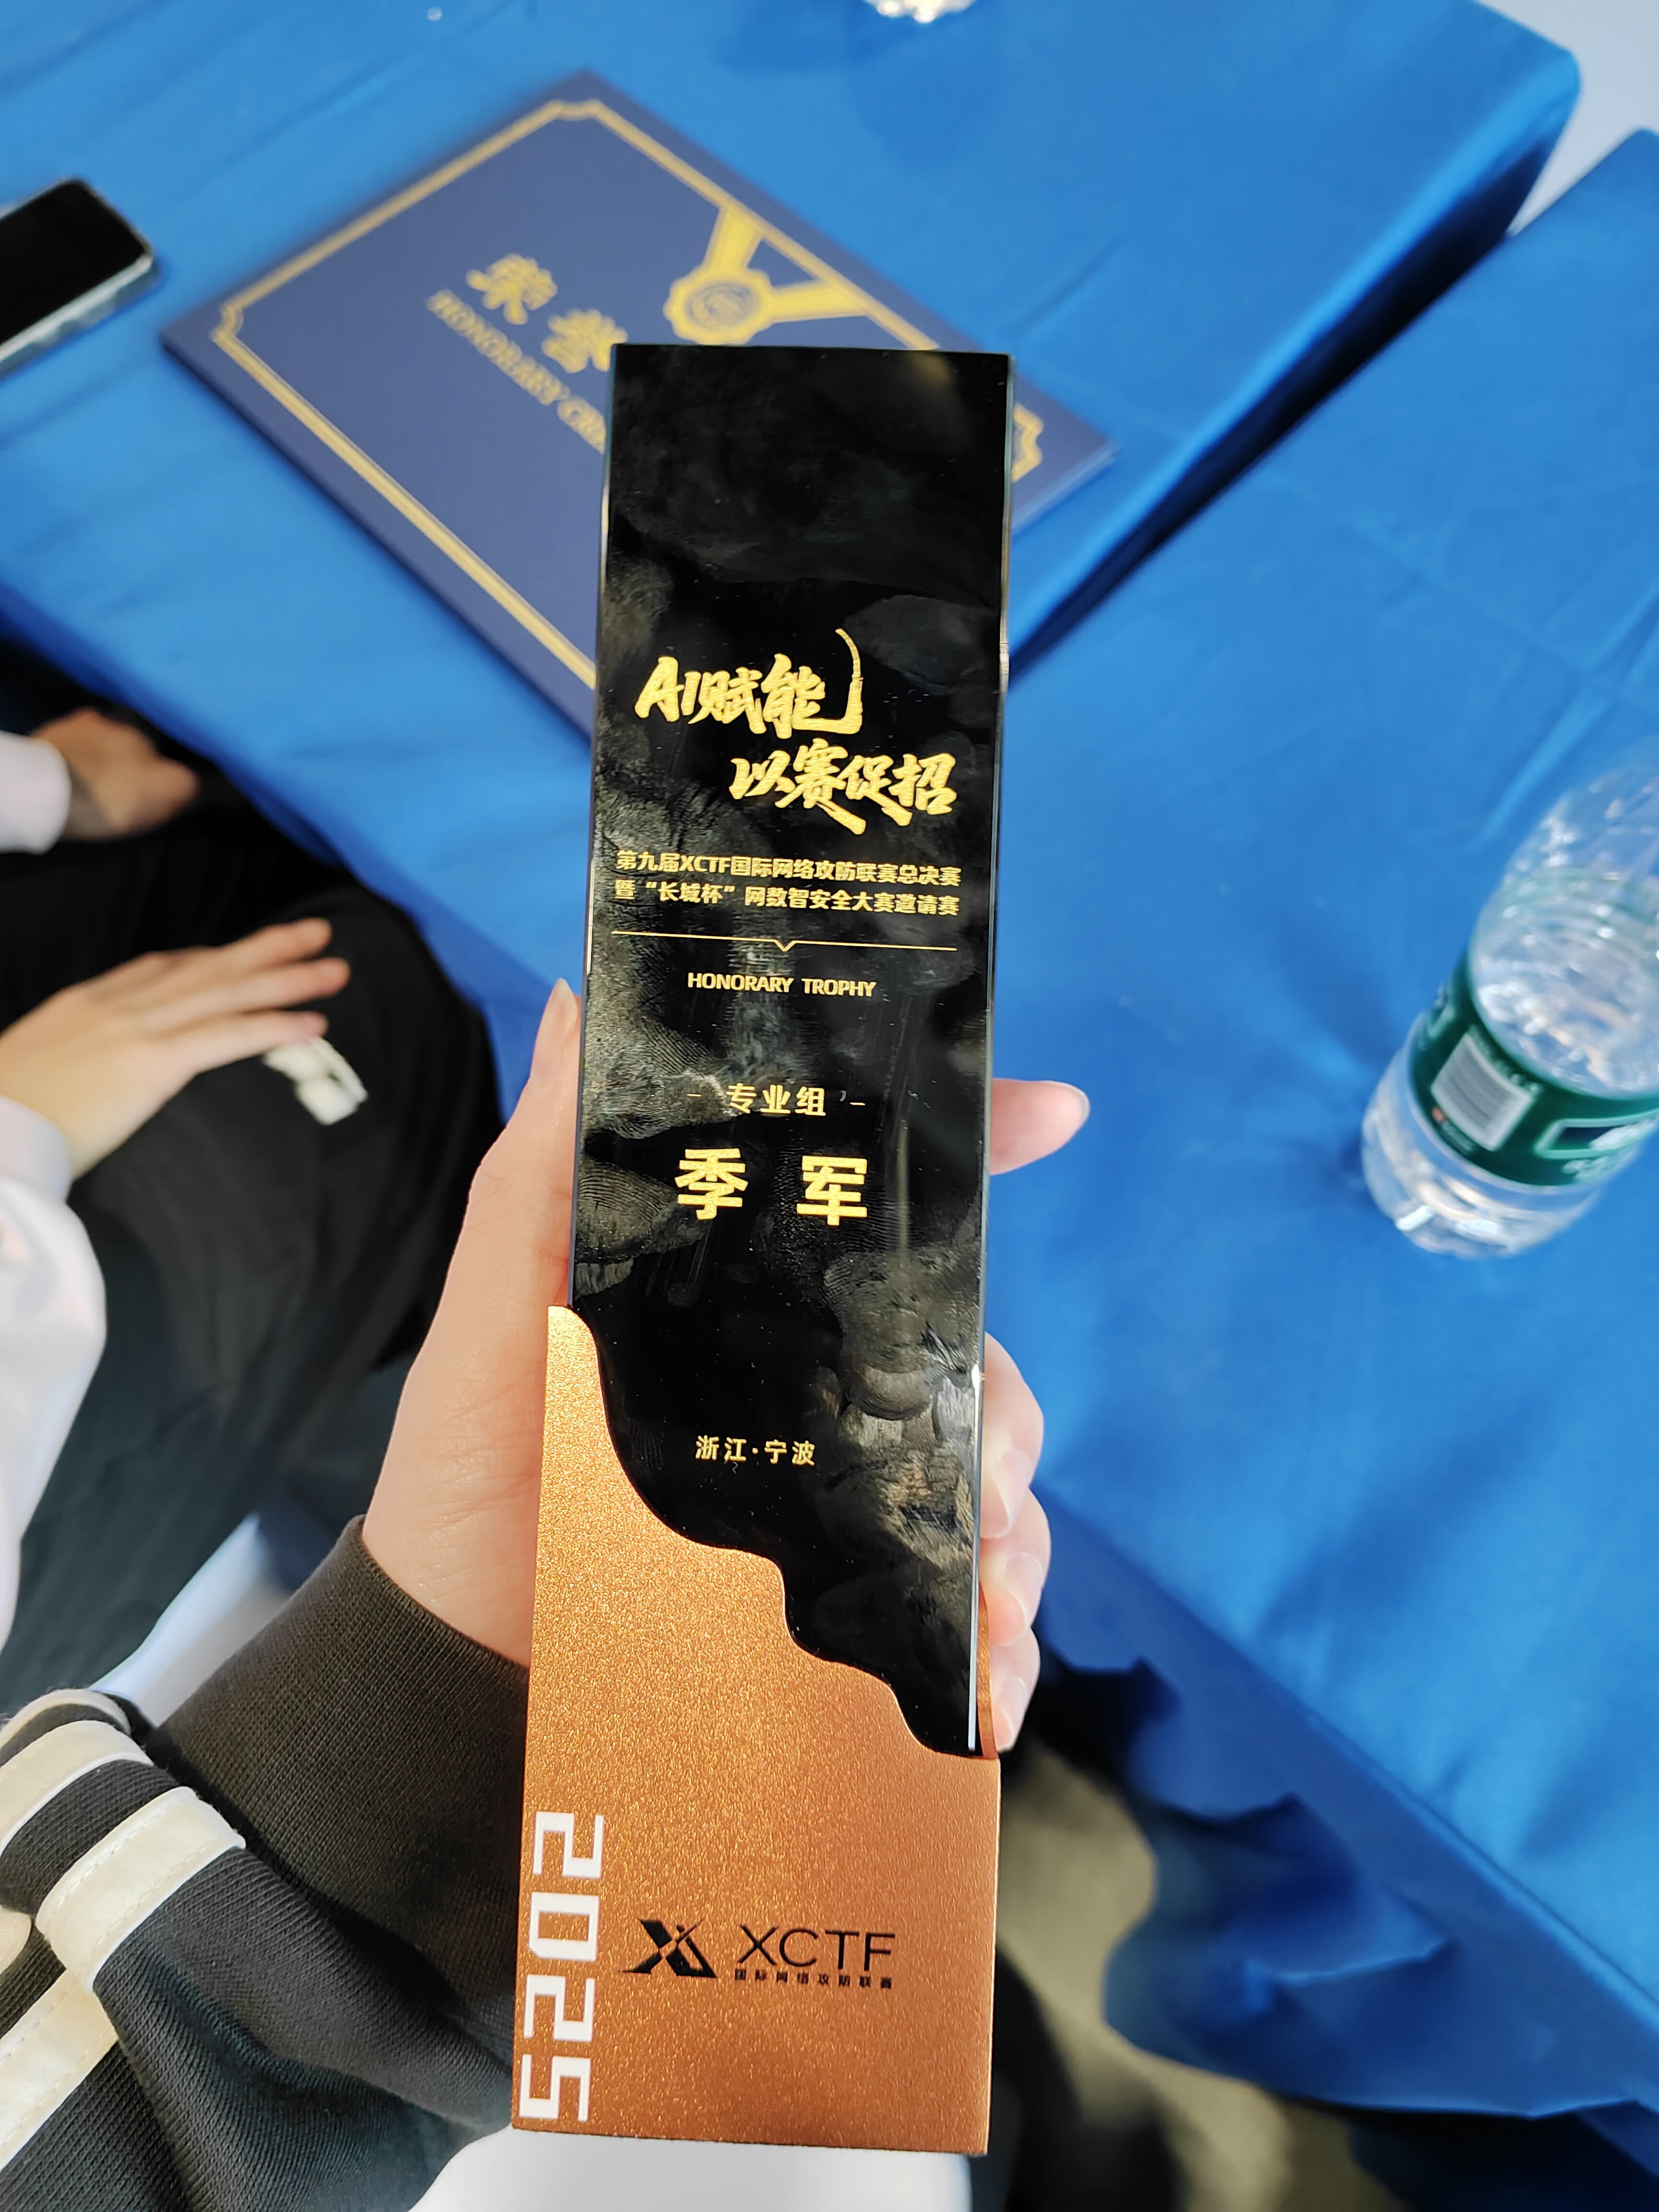 荣誉
HONORARY
AI赋能
以赛促招
第九届XCTF国际网络攻防联赛总决赛
暨“长城杯”网数智安全大赛邀请赛
HONORARY TROPHY
专业组
季军
浙江·宁波
2025
XCTF
国际网络攻防联赛